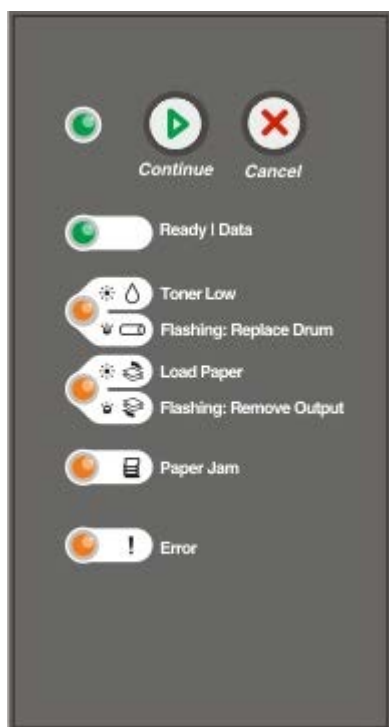 Continue Cancel
Ready | Data
Toner Low
Flashing: Replace Drum
Load Paper
Flashing: Remove Output
Paper Jam
! Error